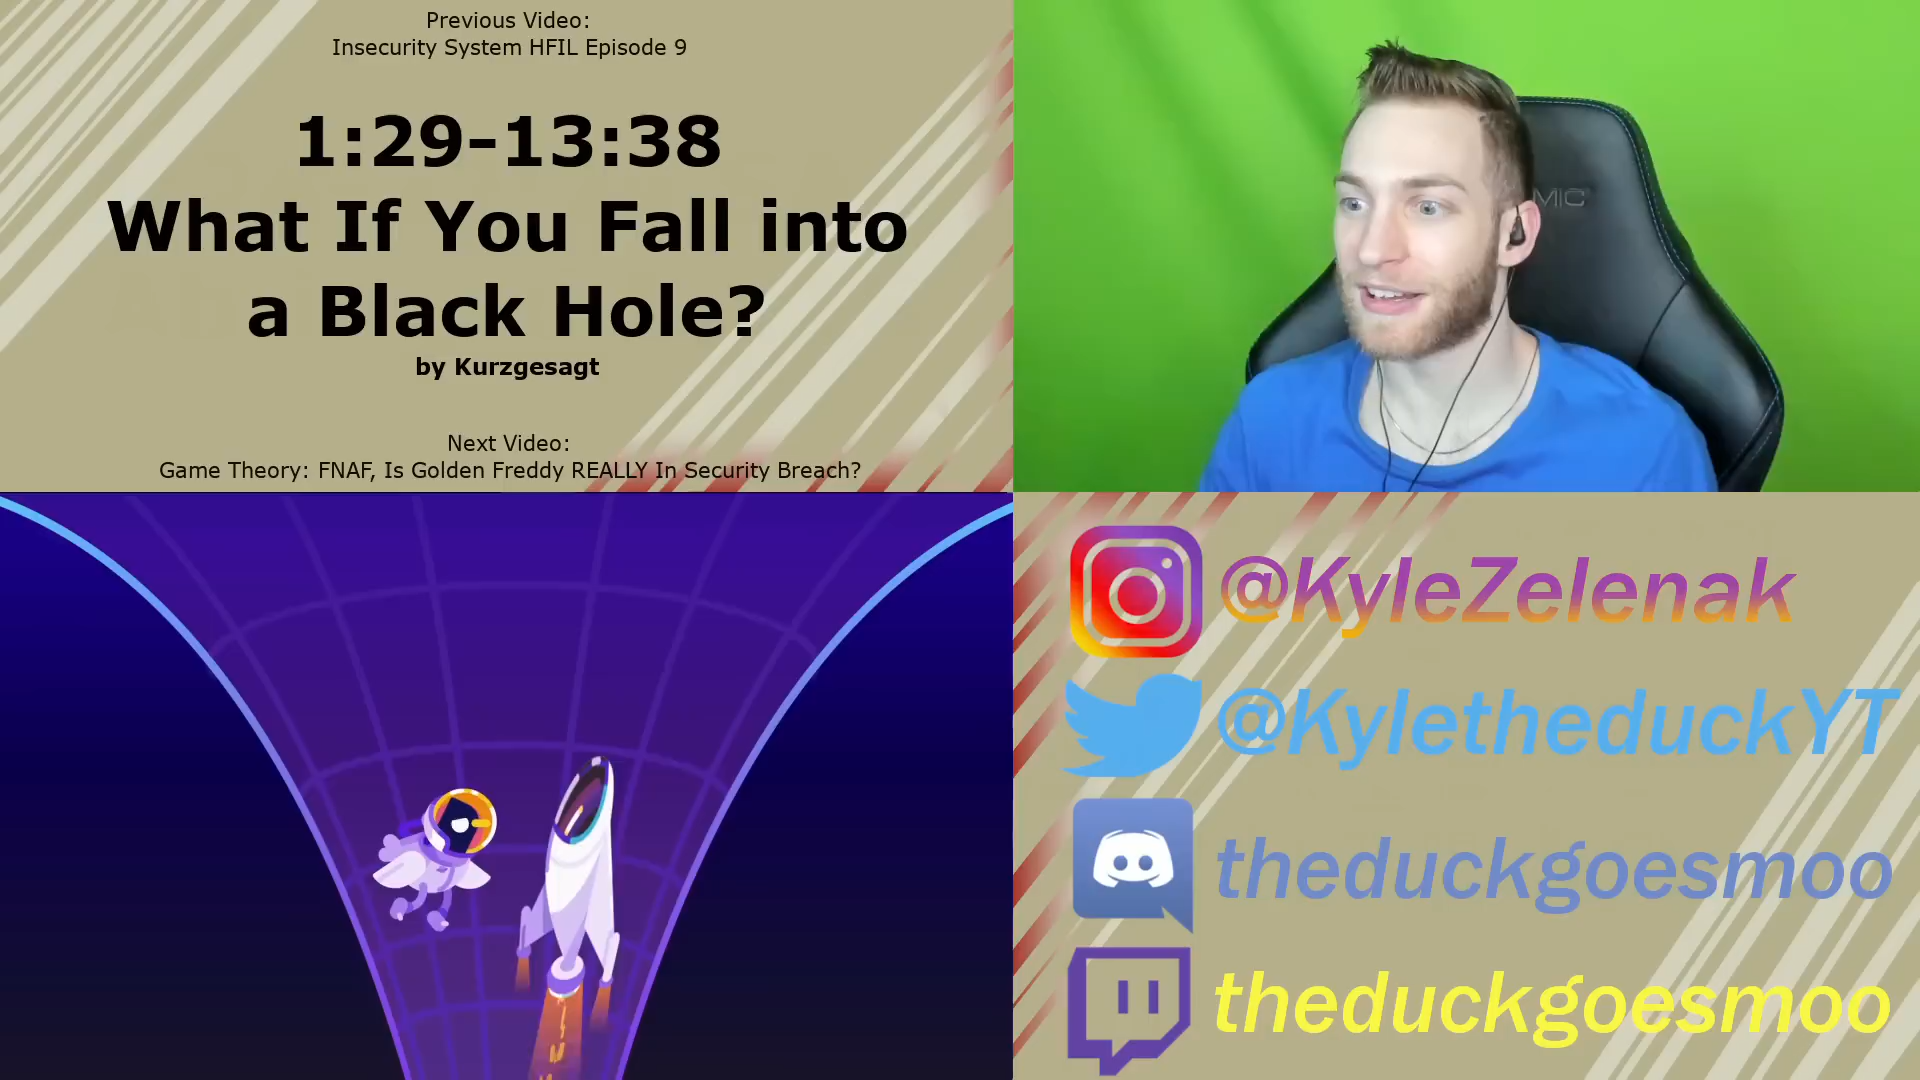 Previous Video:
Insecurity System HFIL Episode 9
1:29-13:38
What If You Fall into
a Black Hole?
by Kurzgesagt
Next Video:
Game Theory: FNAF, Is Golden Freddy REALLY In Security Breach?
MIC
@KyleZelenak
@KyletheduckYT
theduckgoesmoo
theduckgoesmoo